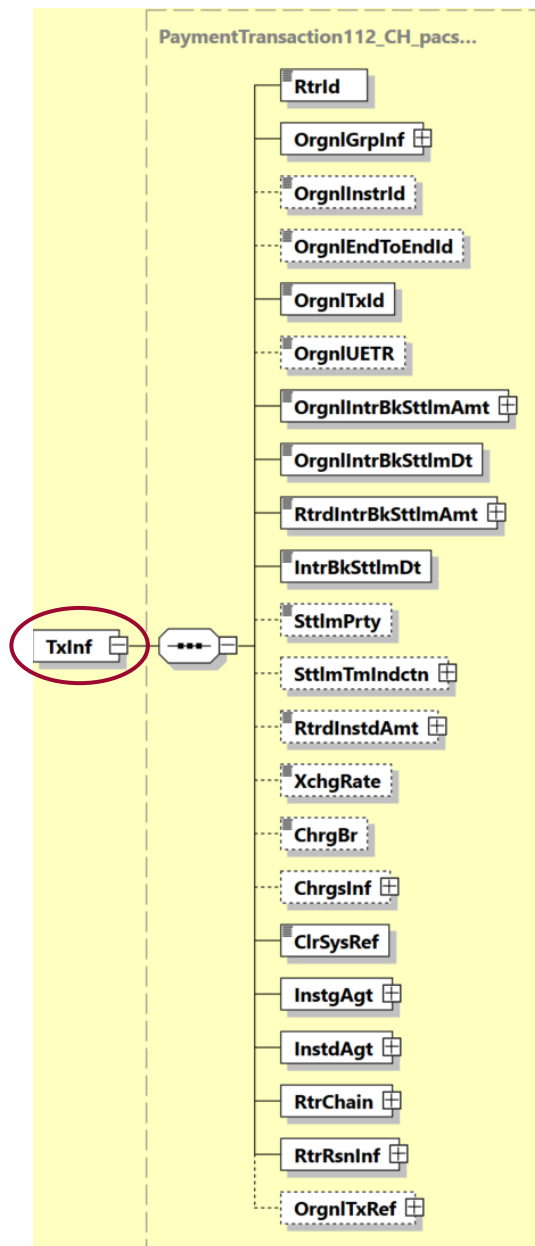 PaymentTransaction112_CH_pacs...
RtrId
OrgnlGrpInf
OrgnlInstrId
OrgnlEndToEndId
OrgnlTxId
OrgnlUETR
OrgnlIntrBkSttlmAmt
OrgnlIntrBkSttlmDt
RtrdIntrBkSttlmAmt
IntrBkSttlmDt
SttlmPrty
TxInf
SttlmTmIndctn
RtrdInstdAmt
XchgRate
ChrgBr
ChrgsInf
ClrSysRef
InstgAgt
InstdAgt
RtrChain
RtrRsnInf
OrgnlTxRef